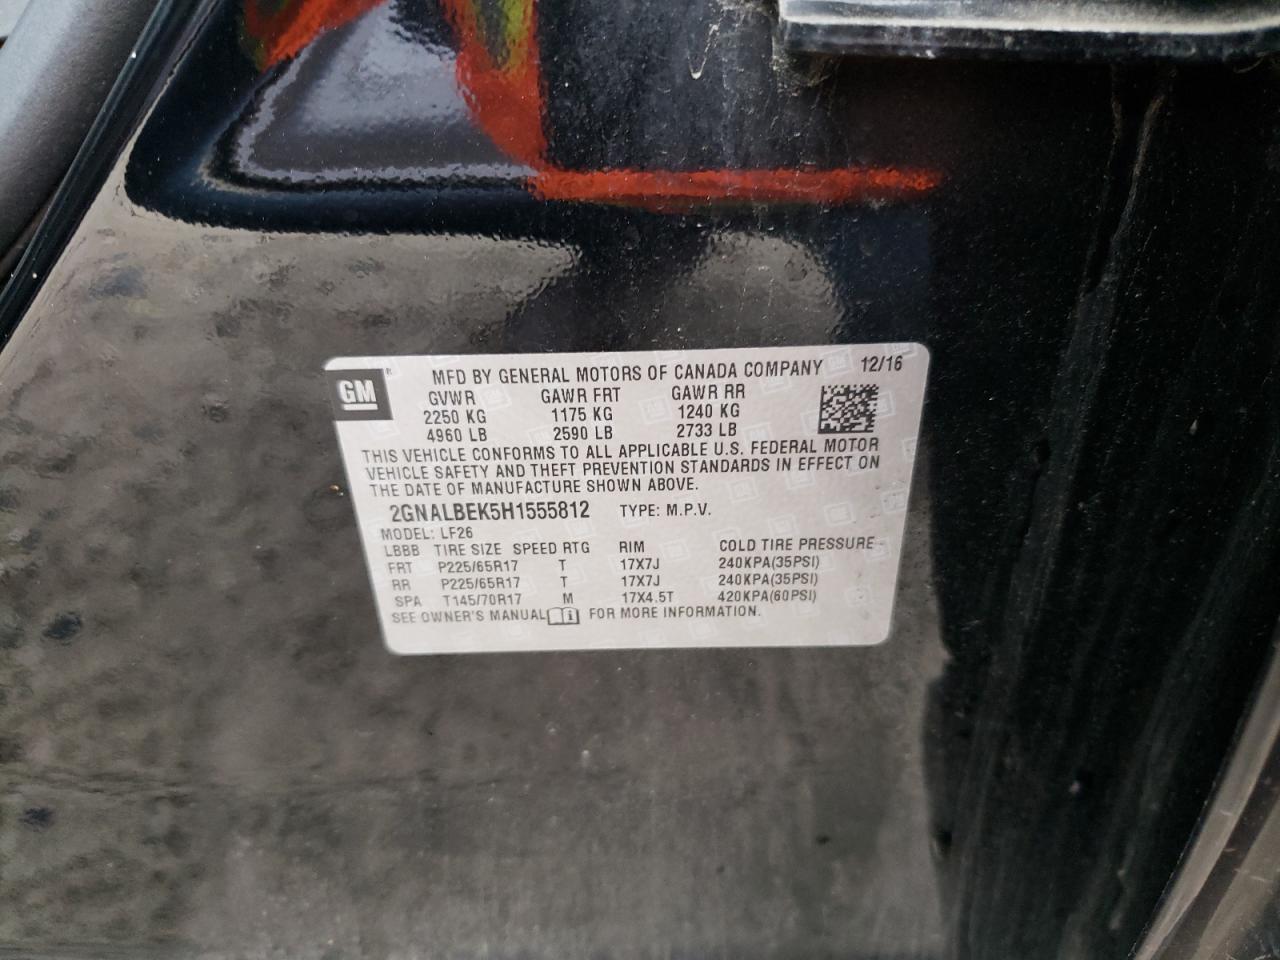 GM ®
MFD BY GENERAL MOTORS OF CANADA COMPANY 12/16
GVWR GAWR FRT GAWR RR
2250 KG 1175 KG 1240 KG
4960 LB 2590 LB 2733 LB
THIS VEHICLE CONFORMS TO ALL APPLICABLE U.S. FEDERAL MOTOR
VEHICLE SAFETY AND THEFT PREVENTION STANDARDS IN EFFECT ON
THE DATE OF MANUFACTURE SHOWN ABOVE.
2GNALBEK5H1555812 TYPE: M.P.V.
MODEL: LF26
LBBB TIRE SIZE SPEED RTG RIM COLD TIRE PRESSURE
FRT P225/65R17 T 17X7J 240KPA(35PSI)
RR P225/65R17 T 17X7J 240KPA(35PSI)
SPA T145/70R17 M 17X4.5T 420KPA(60PSI)
SEE OWNER'S MANUAL FOR MORE INFORMATION.